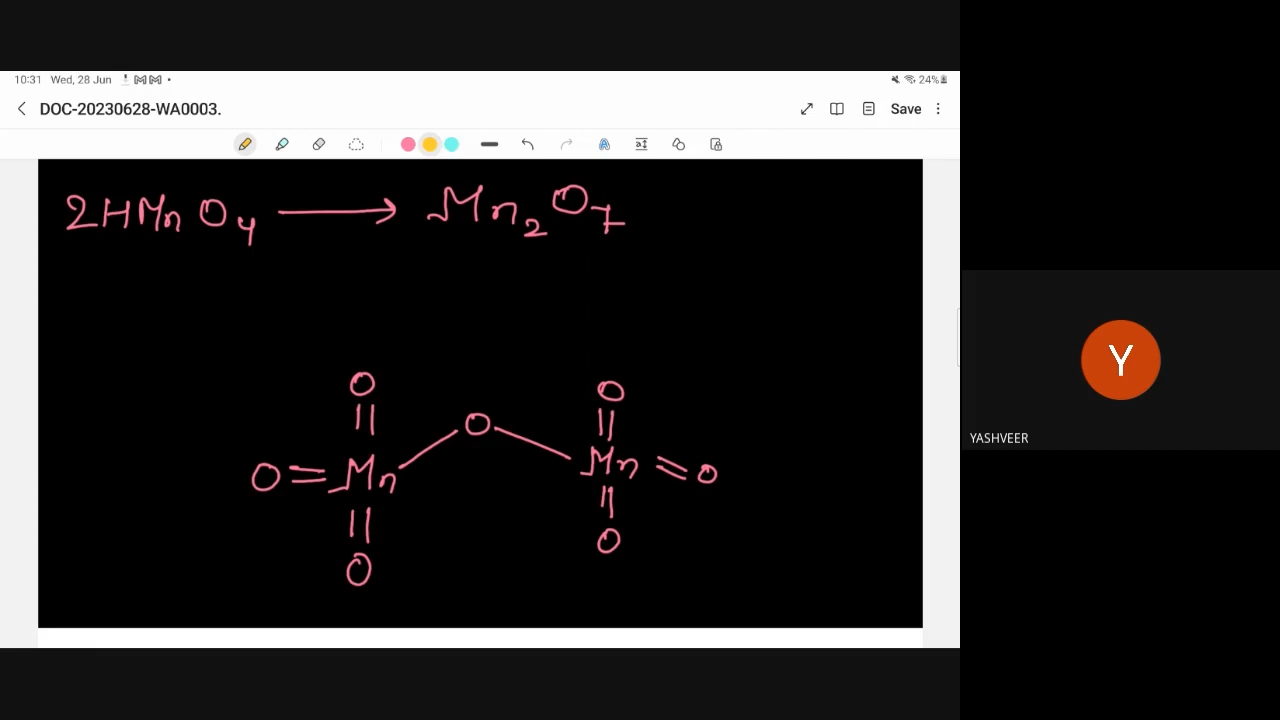 10:31 Wed, 28 Jun
24%
DOC-20230628-WA0003.
Save
2HMnO4 → Mn2O7
O O
O
O = Mn Mn = O
O O
Y
YASHVEER